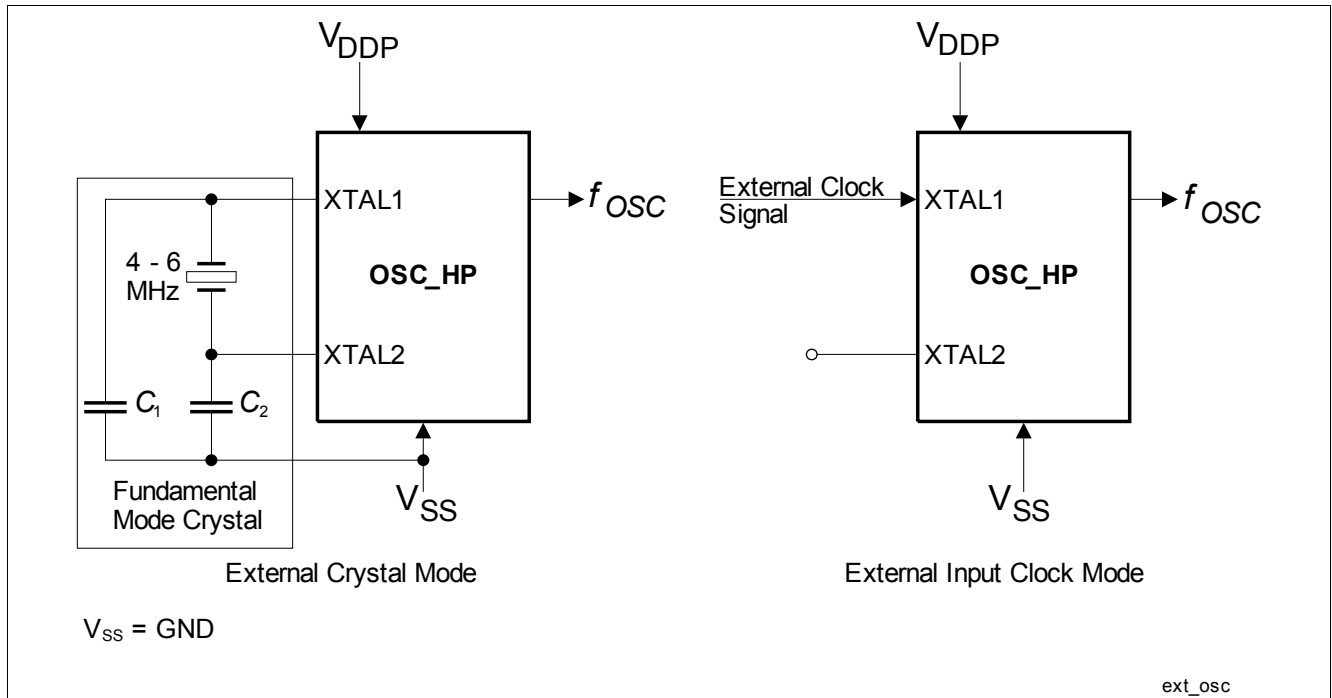 VDDP
XTAL1
fOSC
4 - 6
MHz
OSC_HP
XTAL2
C1
C2
Fundamental
Mode Crystal
VSS
External Crystal Mode
VSS = GND
VDDP
External Clock
Signal
XTAL1
fOSC
OSC_HP
XTAL2
VSS
External Input Clock Mode
ext_osc